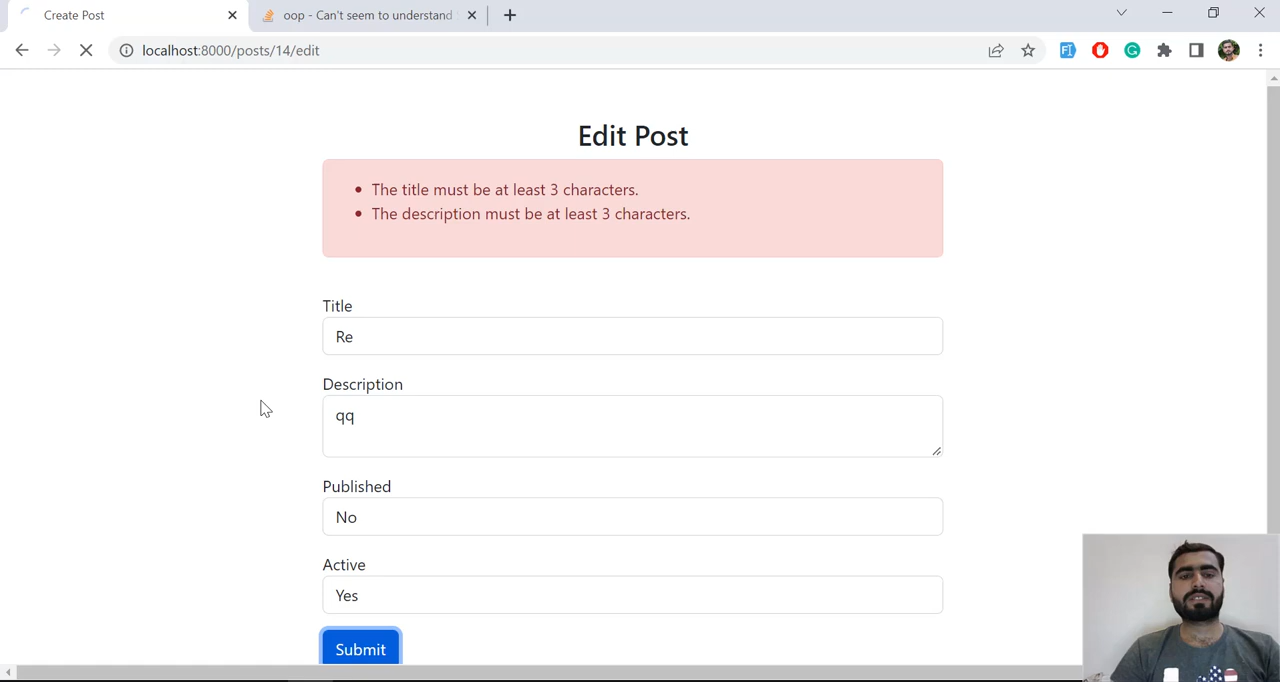 Create Post
oop - Can't seem to understand
localhost:8000/posts/14/edit
Edit Post
• The title must be at least 3 characters.
• The description must be at least 3 characters.
Title
Re
Description
qq
Published
No
Active
Yes
Submit